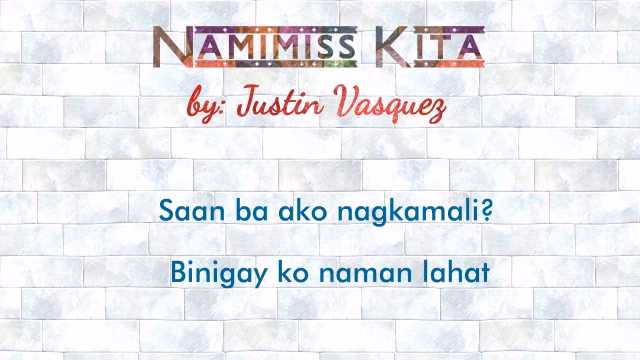 NAMIMISS KITA
by: Justin Vasquez
Saan ba ako nagkamali?
Binigay ko naman lahat